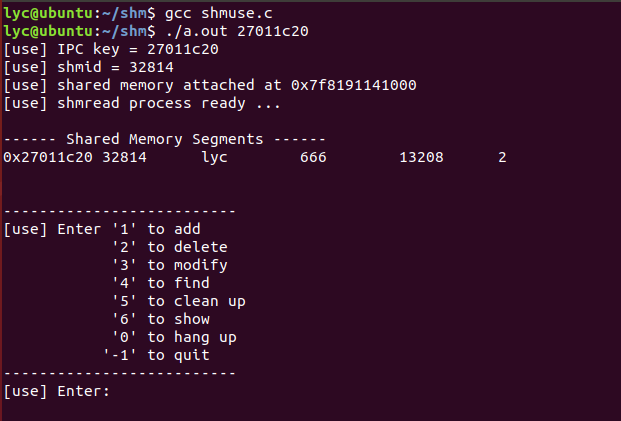 lyc@ubuntu:~/shm$ gcc shmuse.c
lyc@ubuntu:~/shm$ ./a.out 27011c20
[use] IPC key = 27011c20
[use] shmid = 32814
[use] shared memory attached at 0x7f8191141000
[use] shmread process ready ...
------ Shared Memory Segments ------
0x27011c20 32814      lyc        666        13208      2
--------------------------
[use] Enter '1' to add
            '2' to delete
            '3' to modify
            '4' to find
            '5' to clean up
            '6' to show
            '0' to hang up
           '-1' to quit
--------------------------
[use] Enter: